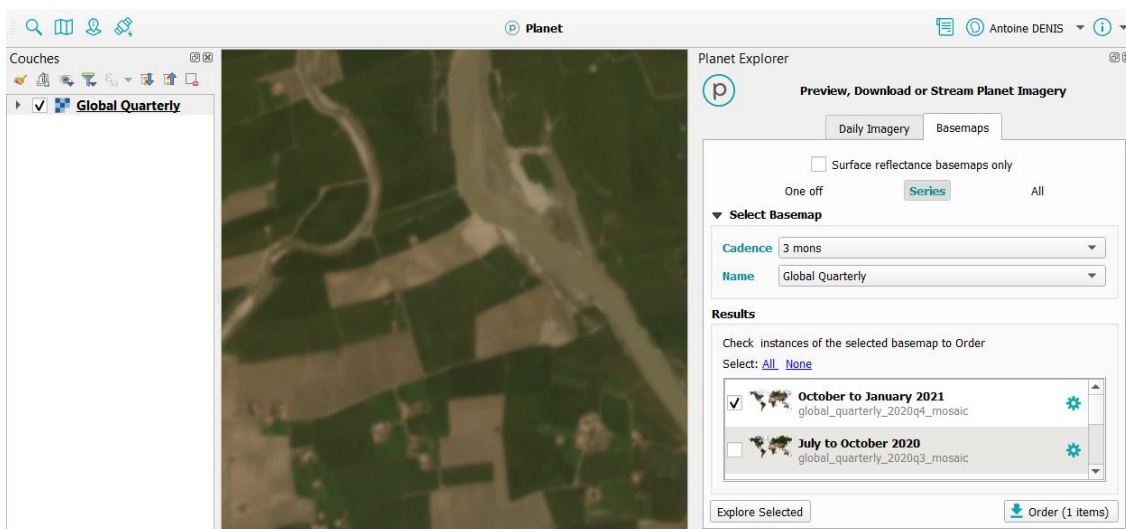 Planet
Antoine DENIS
Couches
Global Quarterly
Planet Explorer
p
Preview, Download or Stream Planet Imagery
Daily Imagery Basemaps
Surface reflectance basemaps only
One off Series All
Select Basemap
Cadence 3 mons
Name Global Quarterly
Results
Check instances of the selected basemap to Order
Select: All None
October to January 2021
global_quarterly_2020q4_mosaic
July to October 2020
global_quarterly_2020q3_mosaic
Explore Selected Order (1 items)